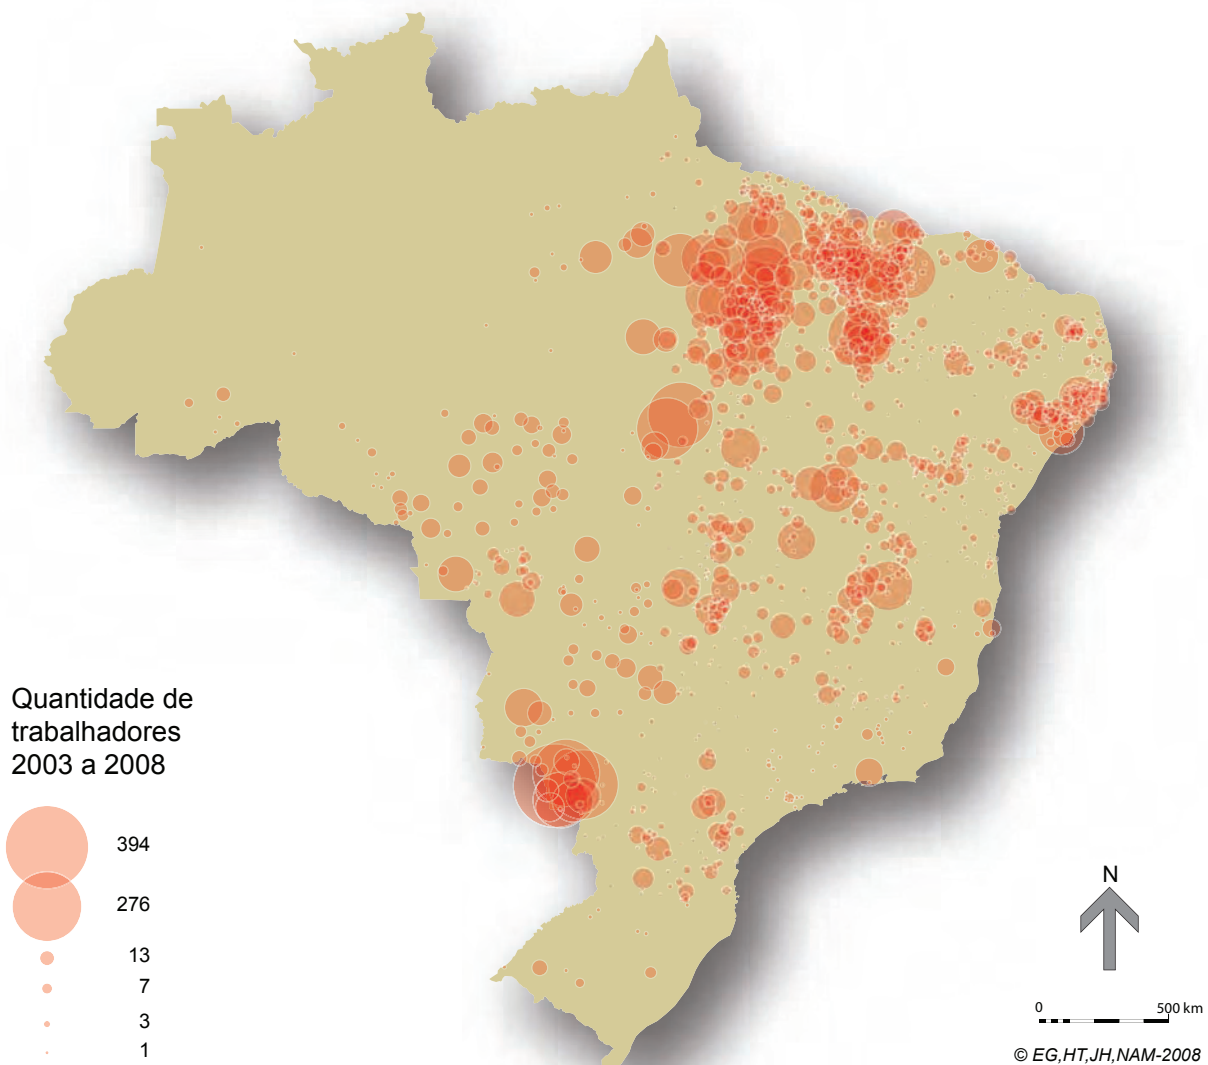 Quantidade de
trabalhadores
2003 a 2008
394
276
13
7
3
1
N
0 500 km
© EG,HT,JH,NAM-2008